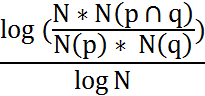 log (N * N(p ∩ q)
N(p) * N(q))
log N